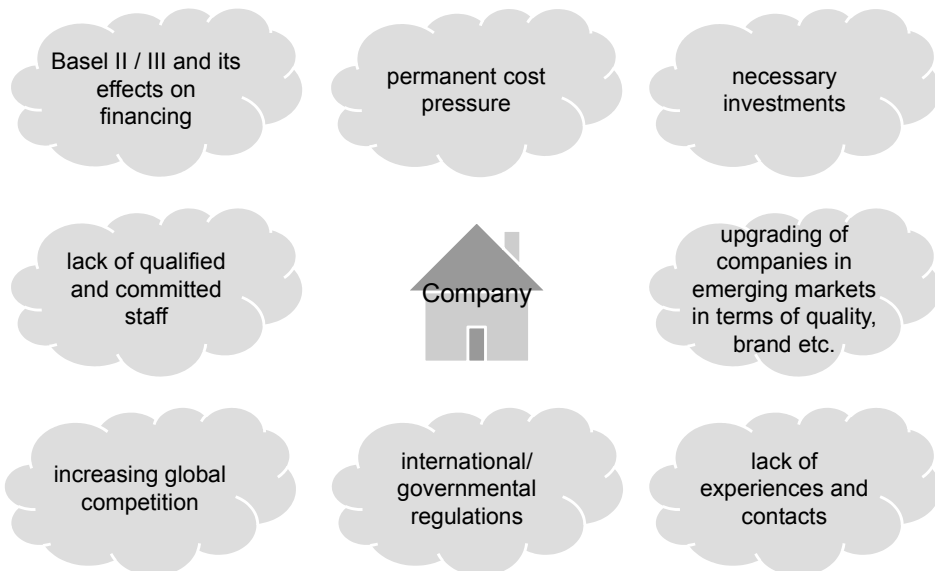 Basel II / III and its
effects on
financing
permanent cost
pressure
necessary
investments
lack of qualified
and committed
staff
Company
upgrading of
companies in
emerging markets
in terms of quality,
brand etc.
increasing global
competition
international/
governmental
regulations
lack of
experiences and
contacts